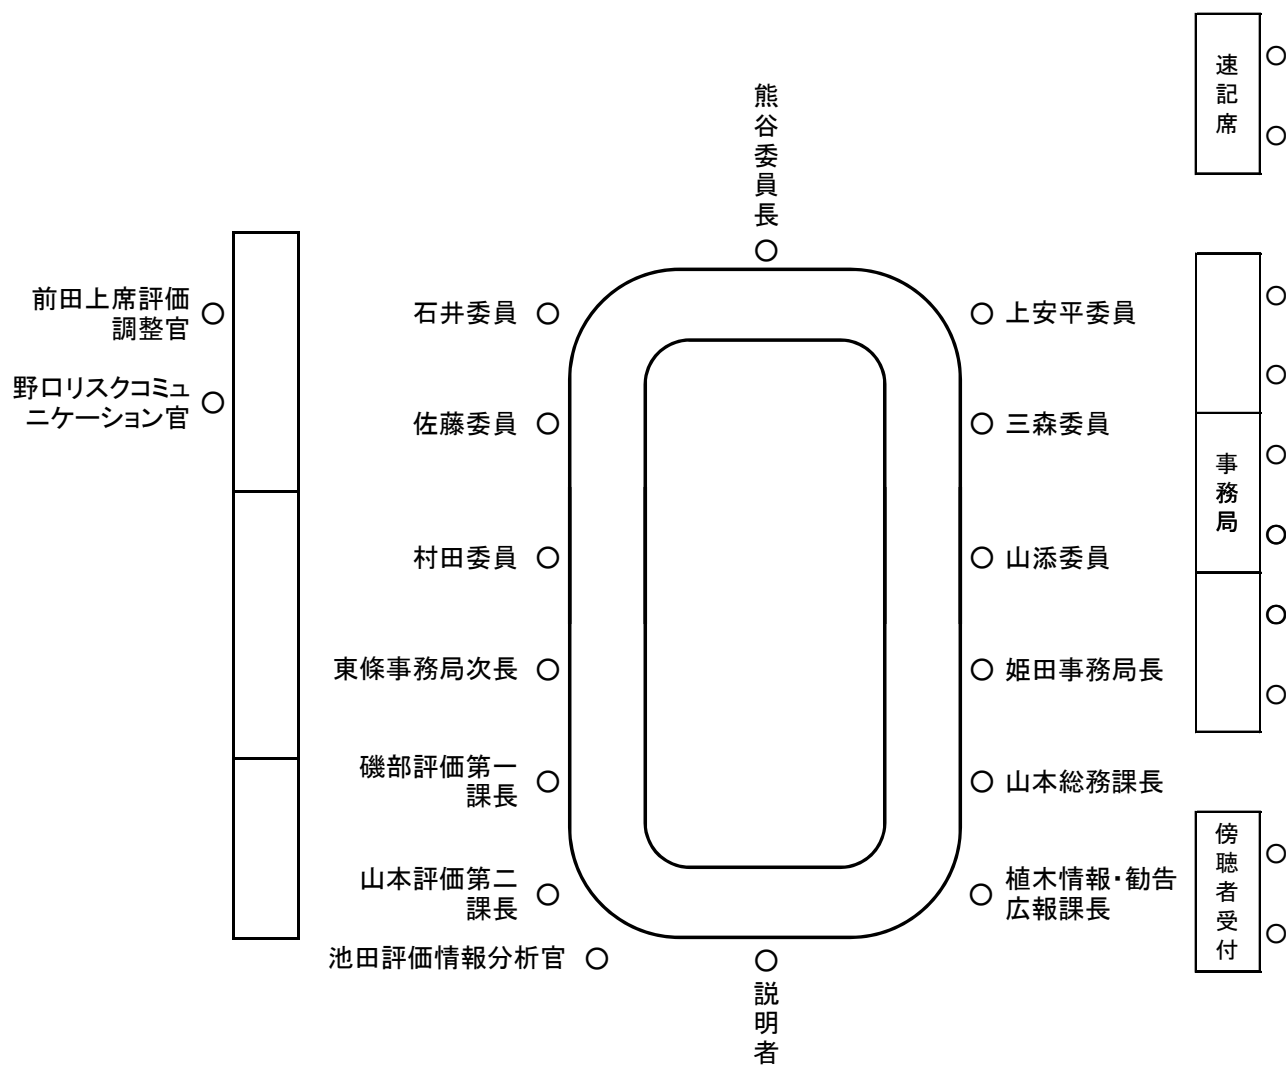 速記席
熊谷委員長
前田上席評価
調整官
石井委員
上安平委員
野口リスクコミュ
ニケーション官
佐藤委員
三森委員
事務局
村田委員
山添委員
東條事務局次長
姫田事務局長
磯部評価第一
課長
山本総務課長
傍聴者受付
山本評価第二
課長
植木情報・勧告
広報課長
池田評価情報分析官
説明者